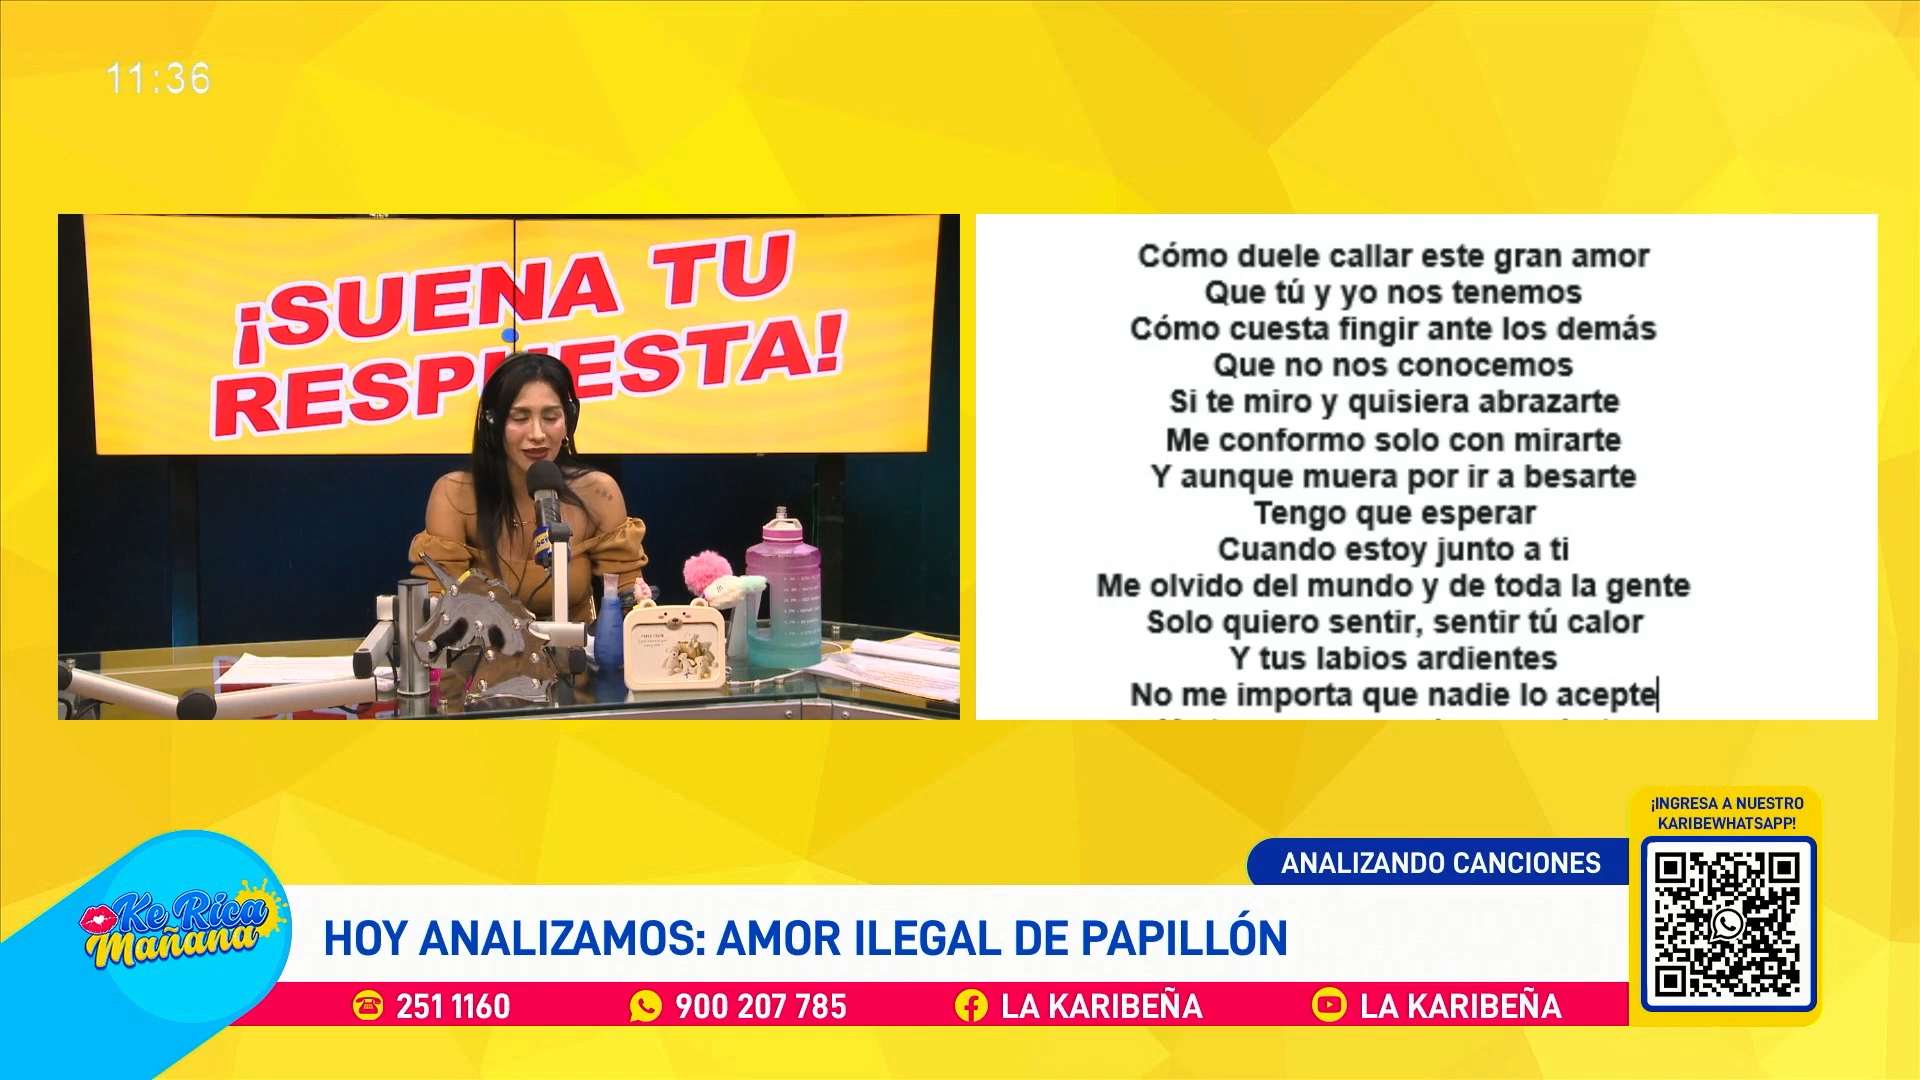 11:36
¡SUENA TU
RESPUESTA!
Cómo duele callar este gran amor
Que tú y yo nos tenemos
Cómo cuesta fingir ante los demás
Que no nos conocemos
Si te miro y quisiera abrazarte
Me conformo solo con mirarte
Y aunque muera por ir a besarte
Tengo que esperar
Cuando estoy junto a ti
Me olvido del mundo y de toda la gente
Solo quiero sentir, sentir tú calor
Y tus labios ardientes
No me importa que nadie lo acepte
¡INGRESA A NUESTRO
KARIBEWHATSAPP!
ANALIZANDO CANCIONES
Ke Rica
Mañana
HOY ANALIZAMOS: AMOR ILEGAL DE PAPILLÓN
251 1160
900 207 785
LA KARIBEÑA
LA KARIBEÑA